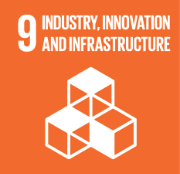 9 INDUSTRY, INNOVATION
AND INFRASTRUCTURE